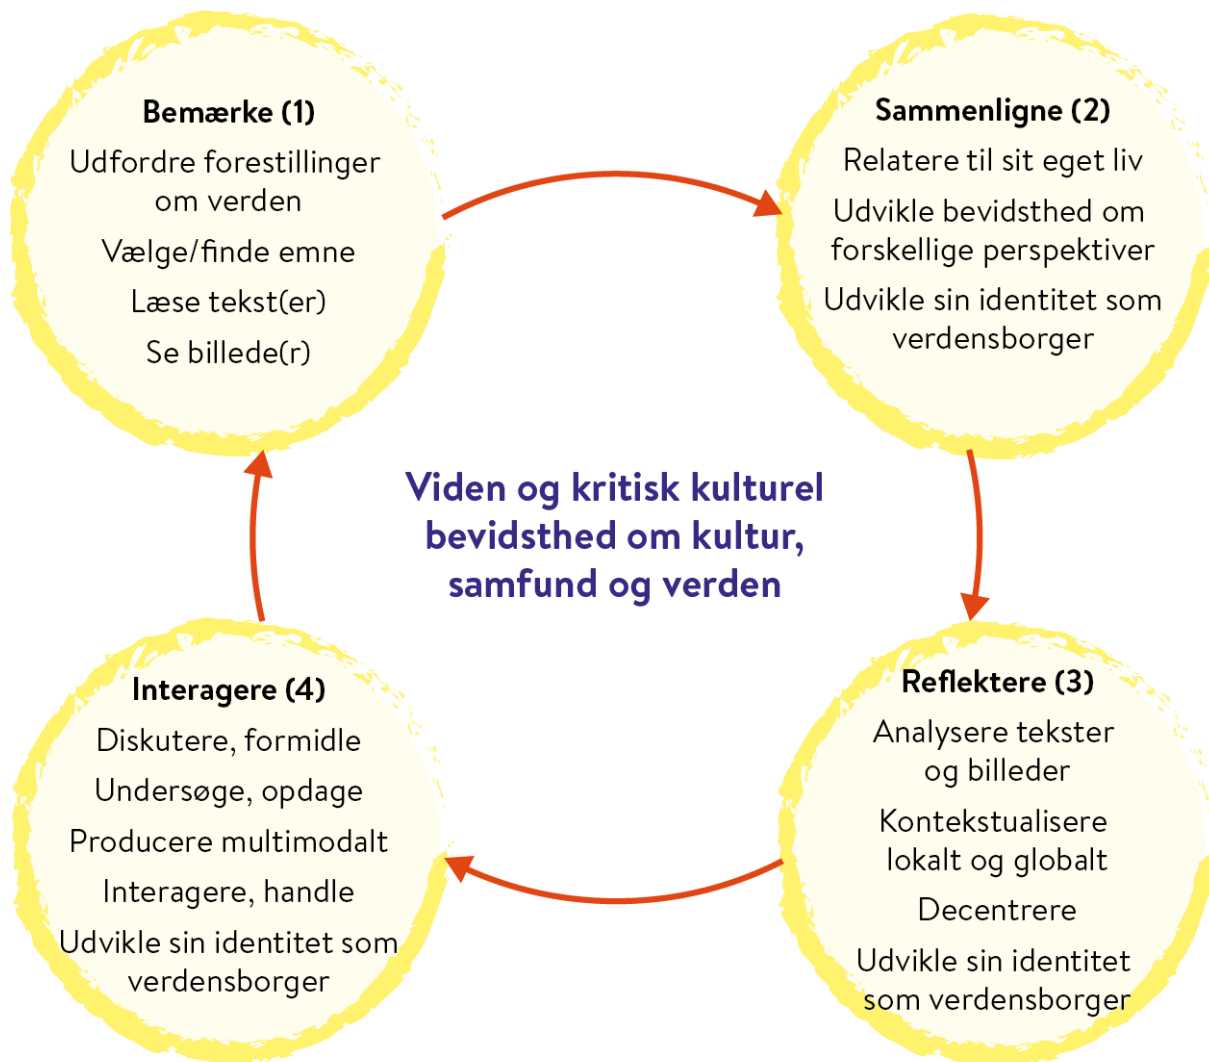 Bemærke (1)
Udfordre forestillinger
om verden
Vælge/finde emne
Læse tekst(er)
Se billede(r)
Sammenligne (2)
Relatere til sit eget liv
Udvikle bevidsthed om
forskellige perspektiver
Udvikle sin identitet som
verdensborger
Viden og kritisk kulturel
bevidsthed om kultur,
samfund og verden
Reflektere (3)
Analysere tekster
og billeder
Kontekstualisere
lokalt og globalt
Decentrere
Udvikle sin identitet
som verdensborger
Interagere (4)
Diskutere, formidle
Undersøge, opdage
Producere multimodalt
Interagere, handle
Udvikle sin identitet som
verdensborger